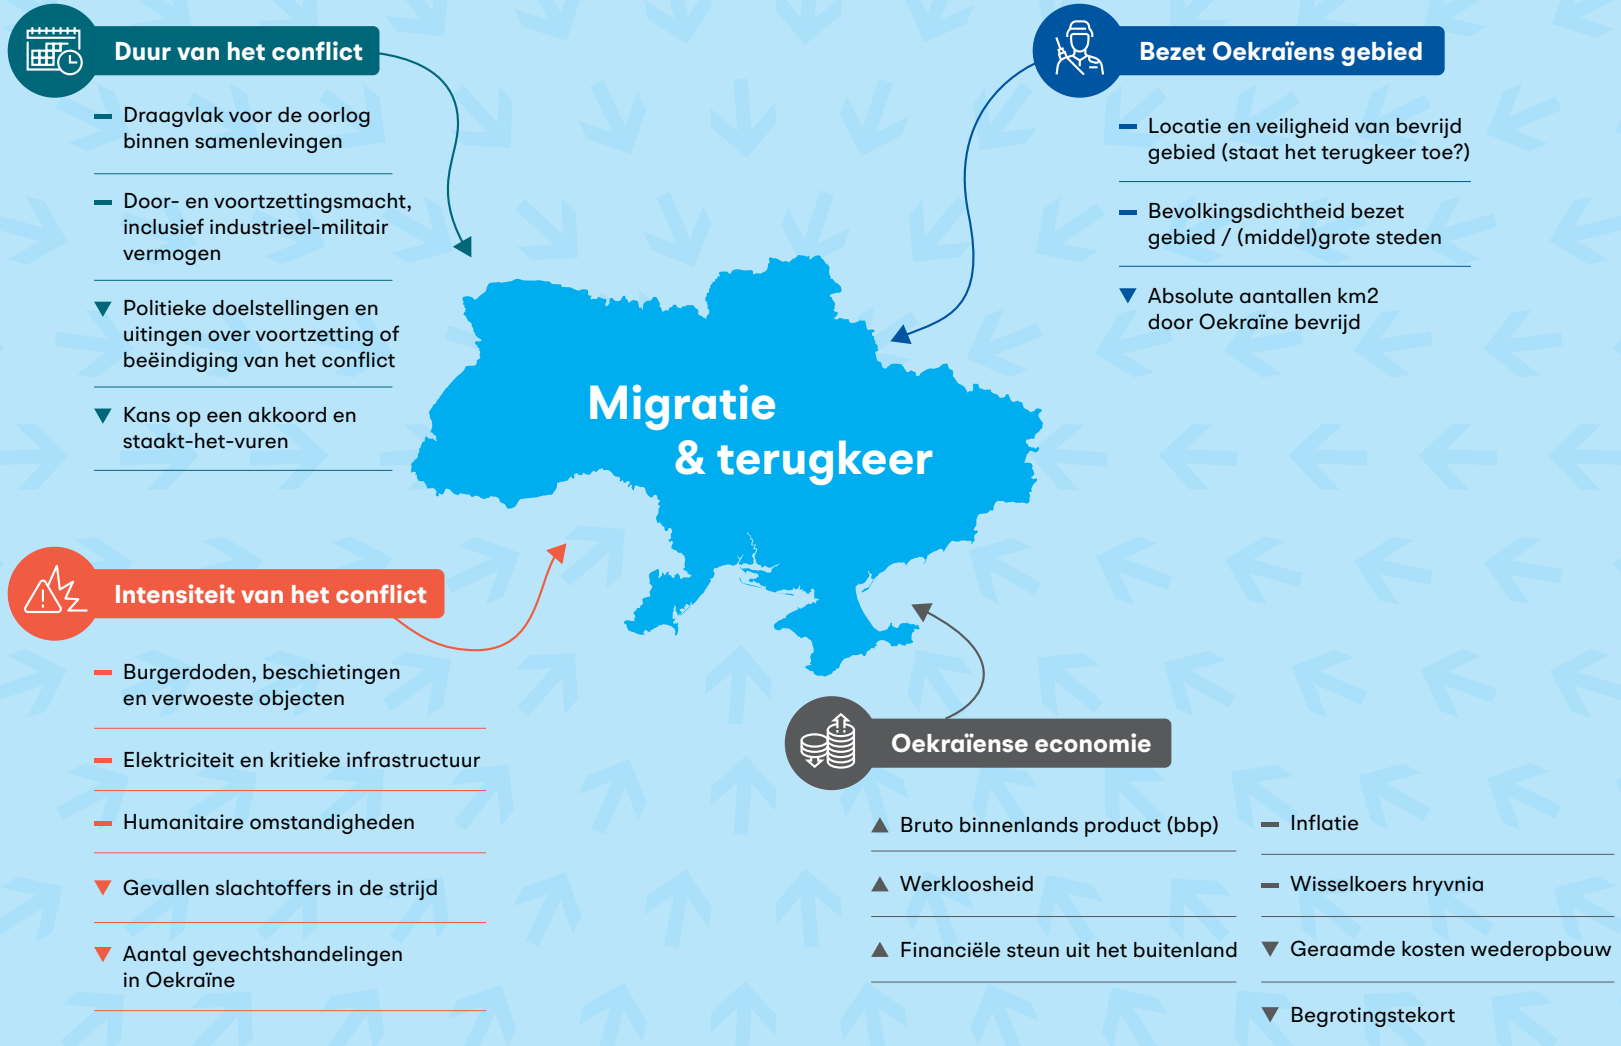 Duur van het conflict
Draagvlak voor de oorlog
binnen samenlevingen
Door- en voortzettingsmacht,
inclusief industrieel-militair
vermogen
Politieke doelstellingen en
uitingen over voortzetting of
beëindiging van het conflict
Kans op een akkoord en
staakt-het-vuren
Bezet Oekraïens gebied
Locatie en veiligheid van bevrijd
gebied (staat het terugkeer toe?)
Bevolkingsdichtheid bezet
gebied / (middel)grote steden
Absolute aantallen km2
door Oekraïne bevrijd
Migratie
& terugkeer
Intensiteit van het conflict
Burgerdoden, beschietingen
en verwoeste objecten
Elektriciteit en kritieke infrastructuur
Humanitaire omstandigheden
Gevallen slachtoffers in de strijd
Aantal gevechtshandelingen
in Oekraïne
Oekraïense economie
Bruto binnenlands product (bbp)
Werkloosheid
Financiële steun uit het buitenland
Inflatie
Wisselkoers hryvnia
Geraamde kosten wederopbouw
Begrotingstekort